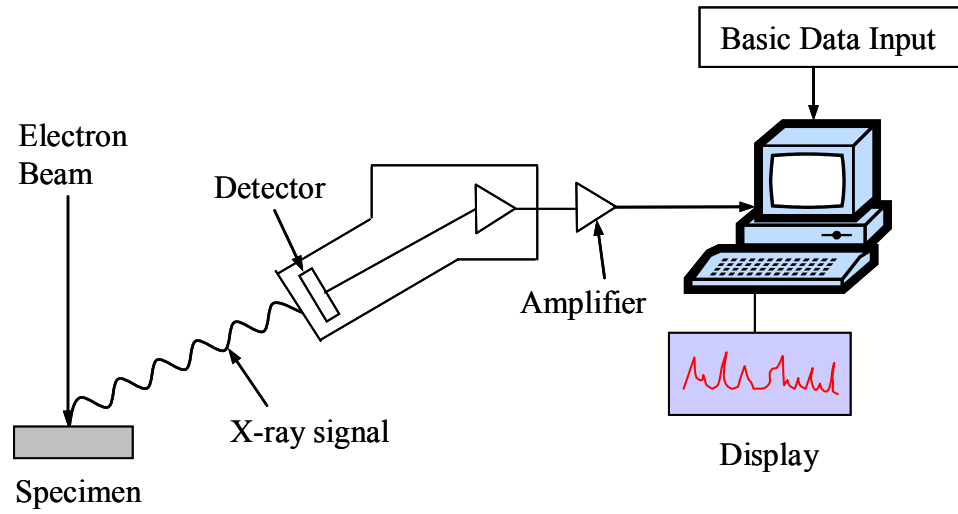 Basic Data Input
Electron
Beam
Detector
Amplifier
X-ray signal
Display
Specimen